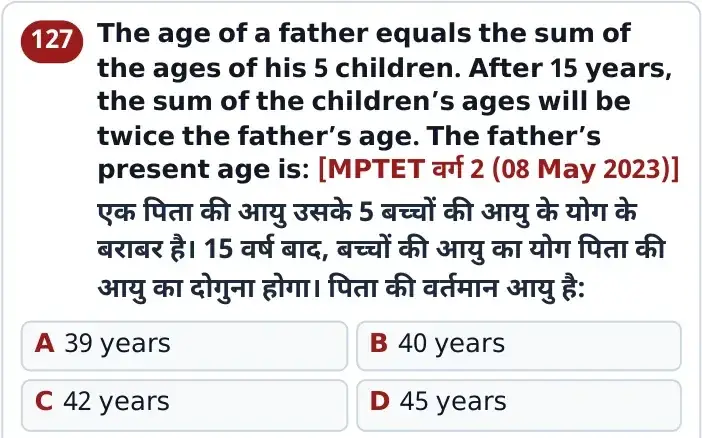 127 The age of a father equals the sum of
the ages of his 5 children. After 15 years,
the sum of the children’s ages will be
twice the father’s age. The father’s
present age is: [MPTET वर्ग 2 (08 May 2023)]
एक पिता की आयु उसके 5 बच्चों की आयु के योग के
बराबर है। 15 वर्ष बाद, बच्चों की आयु का योग पिता की
आयु का दोगुना होगा। पिता की वर्तमान आयु है:
A 39 years B 40 years
C 42 years D 45 years